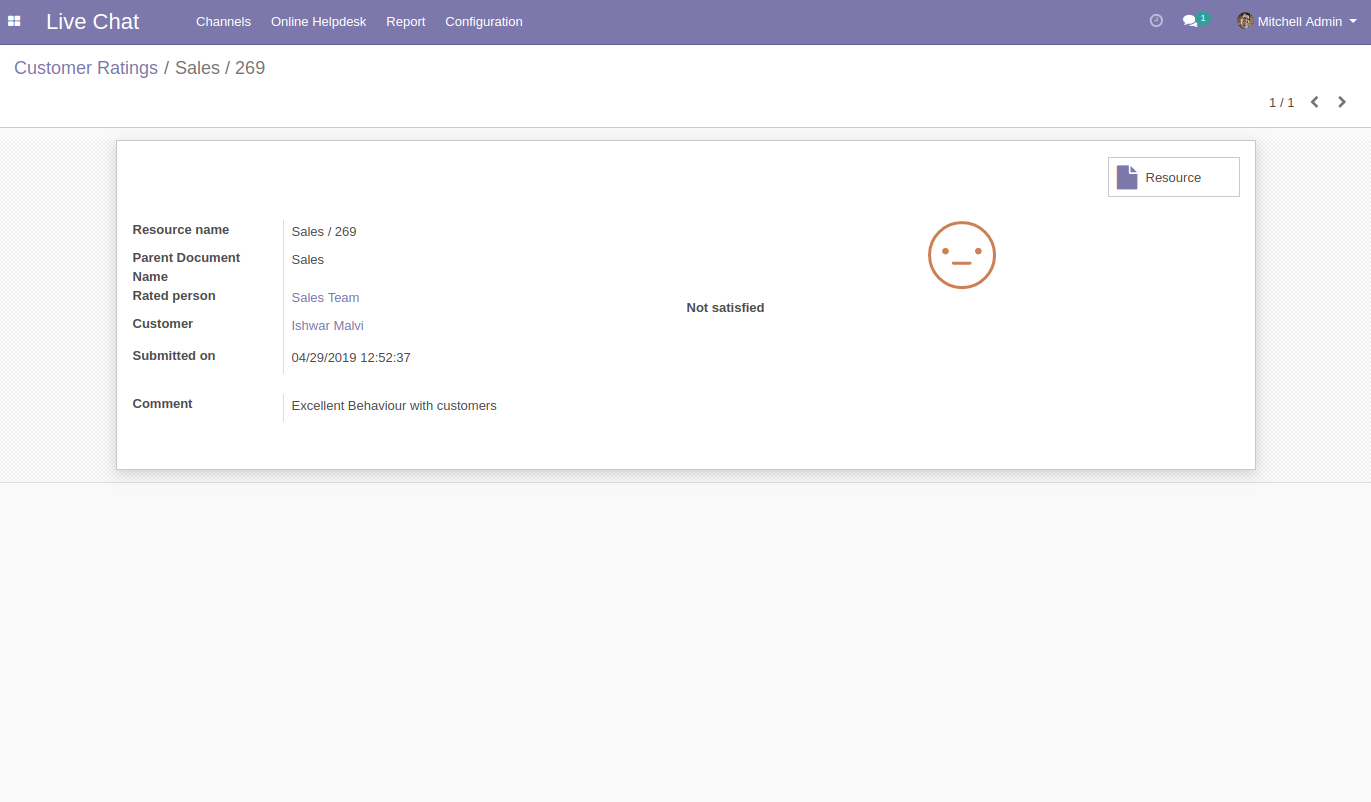 Live Chat Channels Online Helpdesk Report Configuration 1 Mitchell Admin
Customer Ratings / Sales / 269
1 / 1
Resource
Resource name Sales / 269
Parent Document Name Sales
Rated person Sales Team
Not satisfied
Customer Ishwar Malvi
Submitted on 04/29/2019 12:52:37
Comment Excellent Behaviour with customers